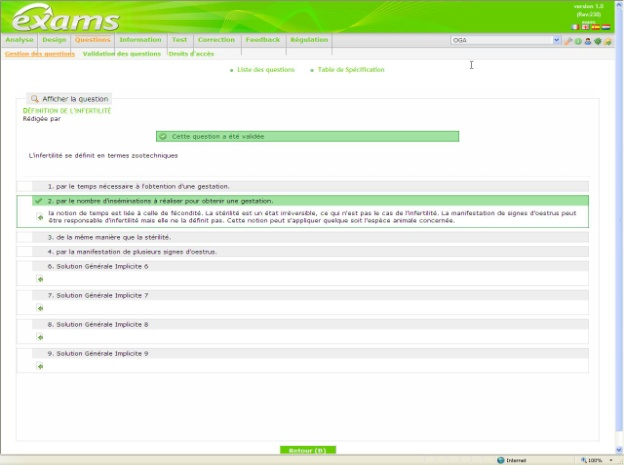 exams
version 1.0
(Rev:230)
Analyse Design Questions Information Test Correction Feedback Régulation
OGA
Gestion des questions Validation des questions Droits d'accès
Liste des questions Table de Spécification
Afficher la question
DÉFINITION DE L'INFERTILITÉ
Rédigée par
Cette question a été validée
L'infertilité se définit en termes zootechniques
1. par le temps nécessaire à l'obtention d'une gestation.
2. par le nombre d'inséminations à réaliser pour obtenir une gestation.
la notion de temps est liée à celle de fécondité. La stérilité est un état irréversible, ce qui n'est pas le cas de l'infertilité. La manifestation de signes d'oestrus peut
être responsable d'infertilité mais elle ne la définit pas. Cette notion peut s'appliquer quelque soit l'espèce animale concernée.
3. de la même manière que la stérilité.
4. par la manifestation de plusieurs signes d'oestrus.
6. Solution Générale Implicite 6
7. Solution Générale Implicite 7
8. Solution Générale Implicite 8
9. Solution Générale Implicite 9
Retour (B)
Internet 100%